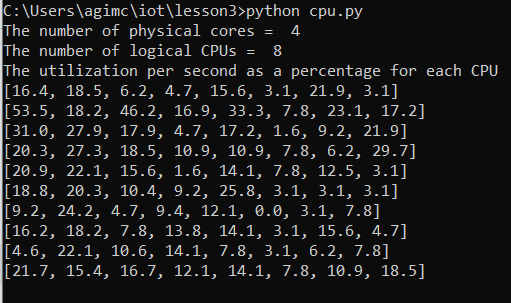 C:\Users\agimc\iot\lesson3>python cpu.py
The number of physical cores =  4
The number of logical CPUs =  8
The utilization per second as a percentage for each CPU
[16.4, 18.5, 6.2, 4.7, 15.6, 3.1, 21.9, 3.1]
[53.5, 18.2, 46.2, 16.9, 33.3, 7.8, 23.1, 17.2]
[31.0, 27.9, 17.9, 4.7, 17.2, 1.6, 9.2, 21.9]
[20.3, 27.3, 18.5, 10.9, 10.9, 7.8, 6.2, 29.7]
[20.9, 22.1, 15.6, 1.6, 14.1, 7.8, 12.5, 3.1]
[18.8, 20.3, 10.4, 9.2, 25.8, 3.1, 3.1, 3.1]
[9.2, 24.2, 4.7, 9.4, 12.1, 0.0, 3.1, 7.8]
[16.2, 18.2, 7.8, 13.8, 14.1, 3.1, 15.6, 4.7]
[4.6, 22.1, 10.6, 14.1, 7.8, 3.1, 6.2, 7.8]
[21.7, 15.4, 16.7, 12.1, 14.1, 7.8, 10.9, 18.5]